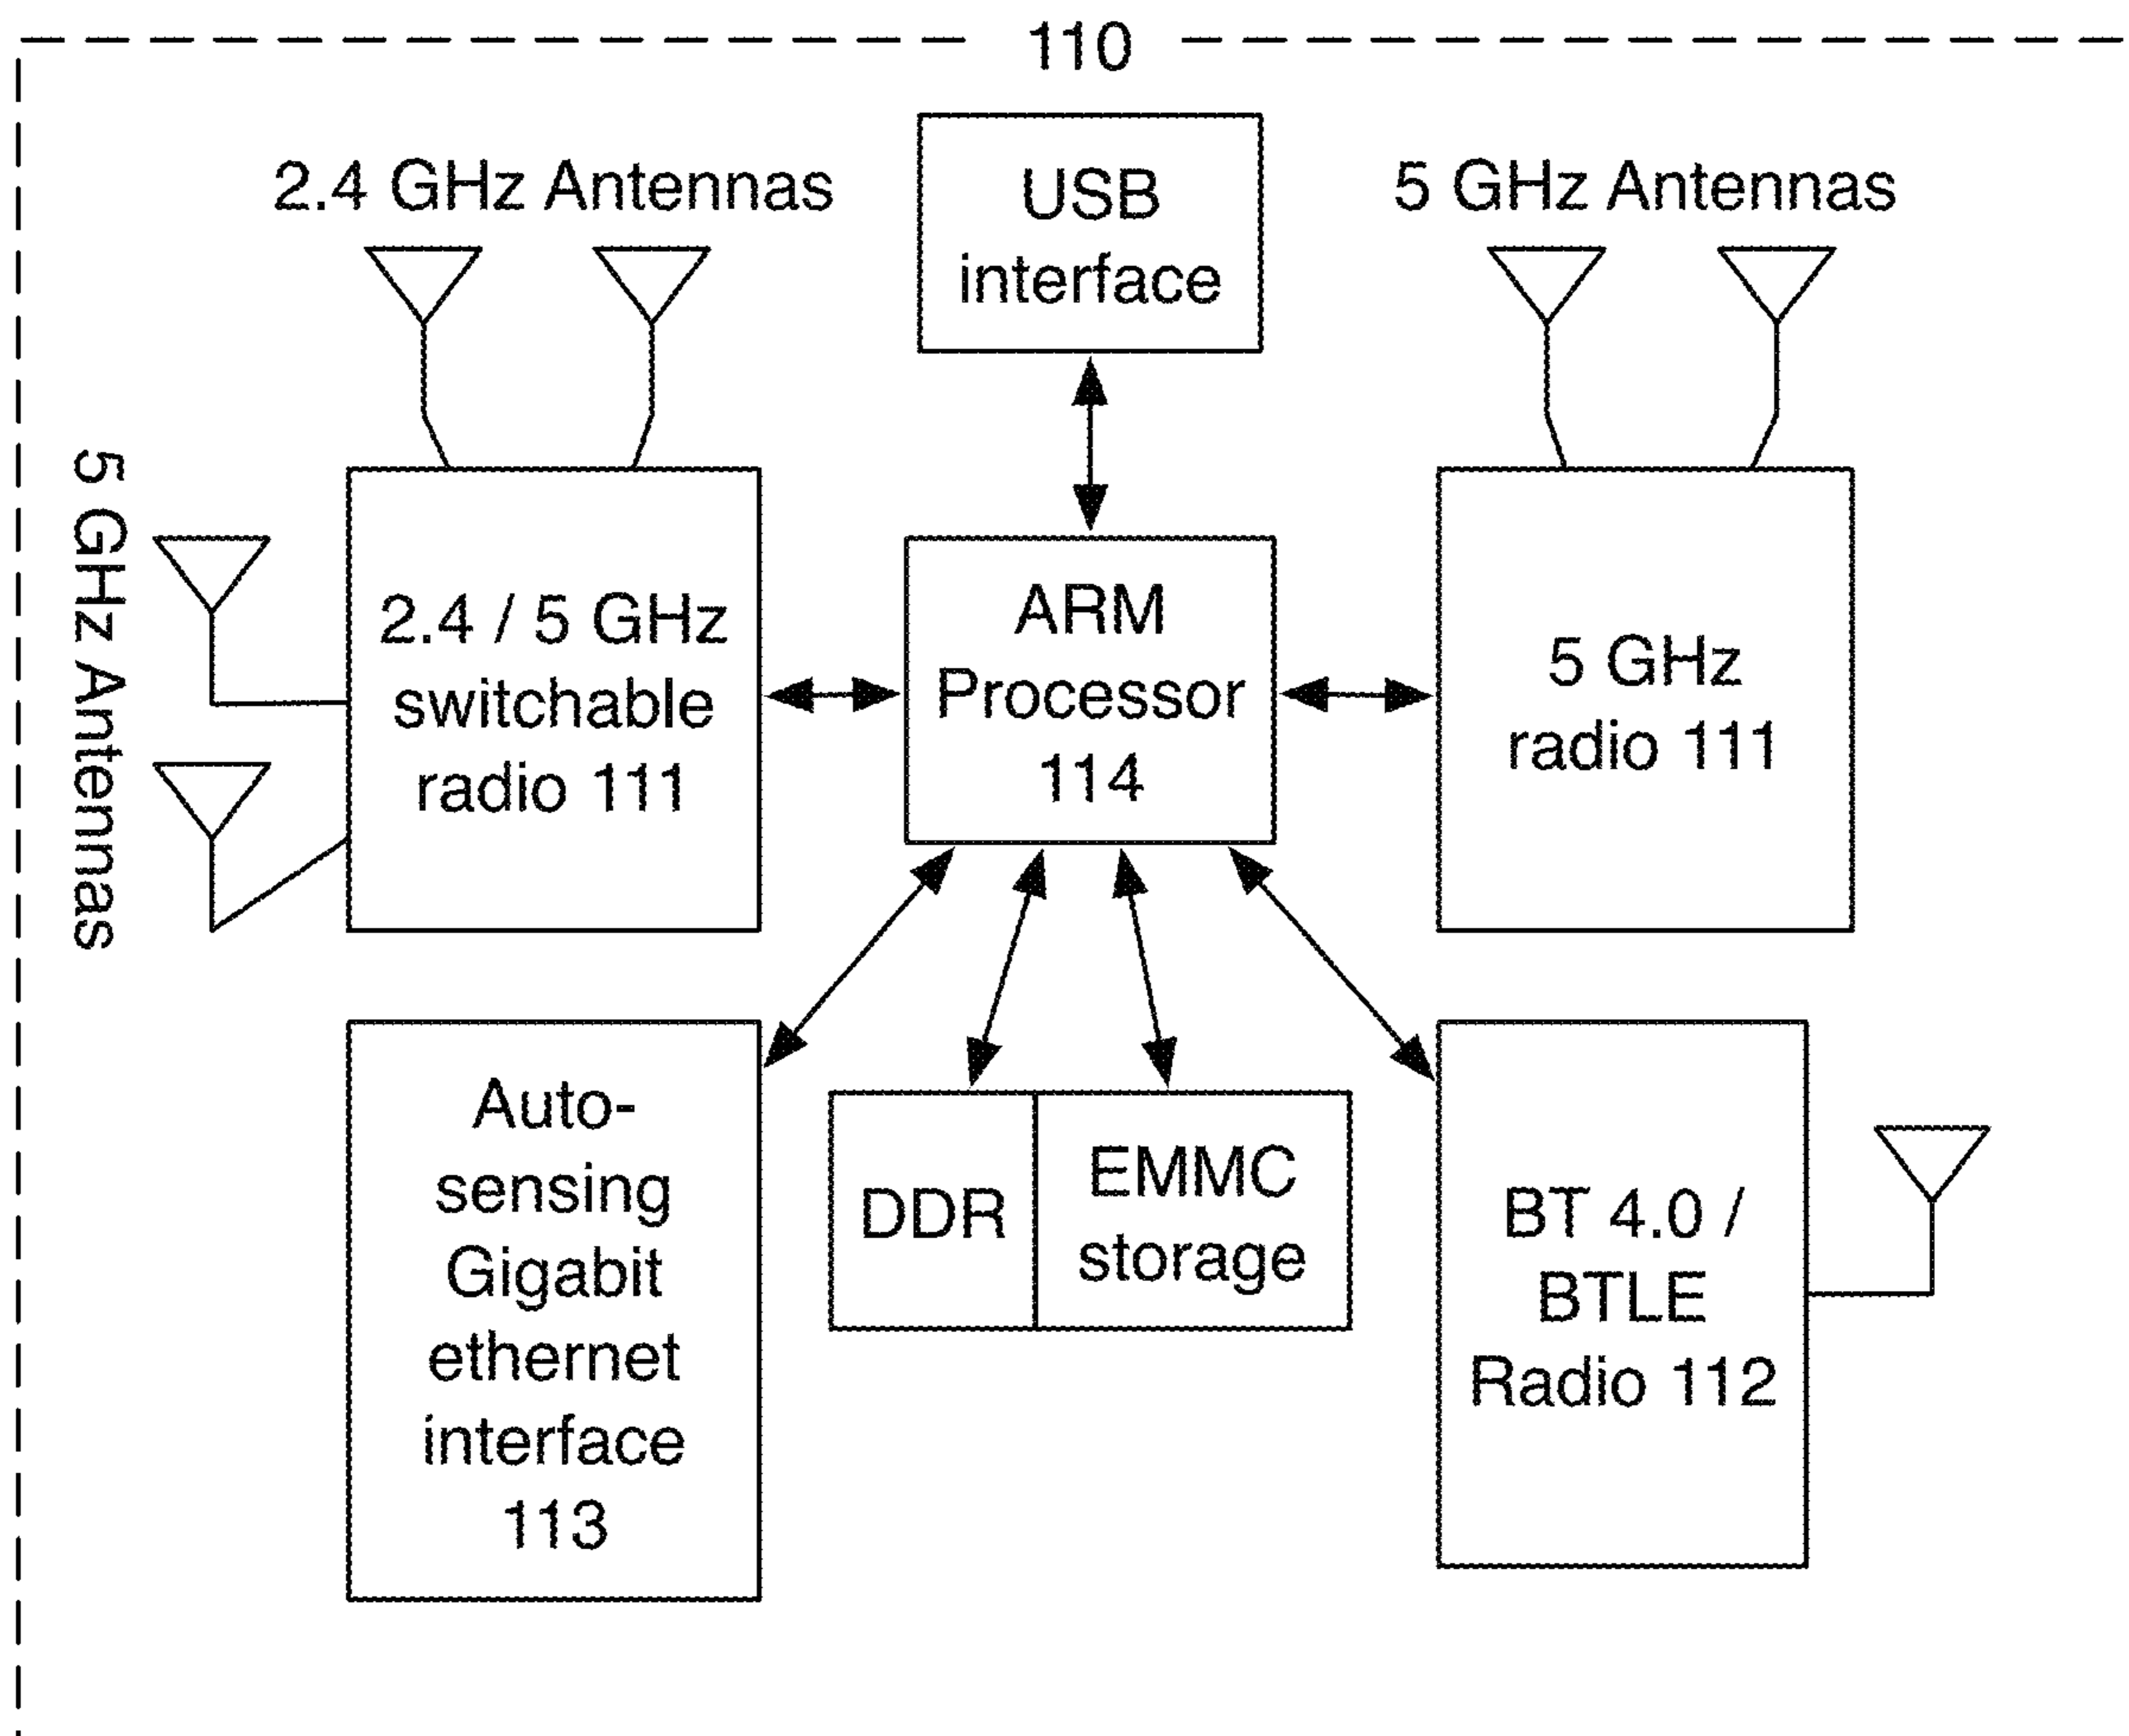 110
2.4 GHz Antennas
USB
interface
5 GHz Antennas
5 GHz Antennas
2.4 / 5 GHz
switchable
radio 111
ARM
Processor
114
5 GHz
radio 111
Auto-
sensing
Gigabit
ethernet
interface
113
DDR
EMMC
storage
BT 4.0 /
BTLE
Radio 112